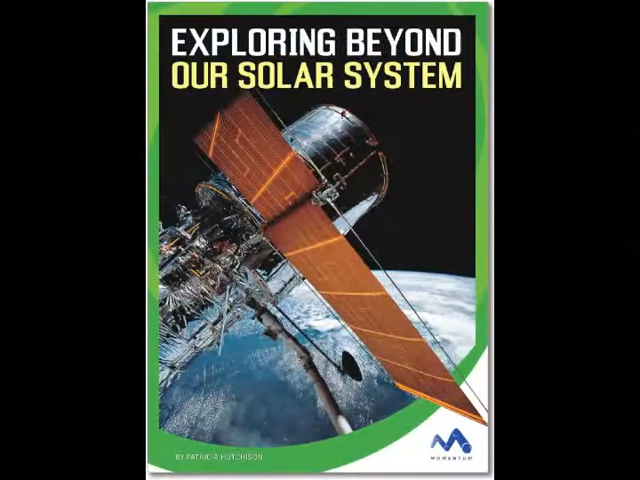 EXPLORING BEYOND
OUR SOLAR SYSTEM
BY PATRICIA HUTCHISON
MOMENTUM